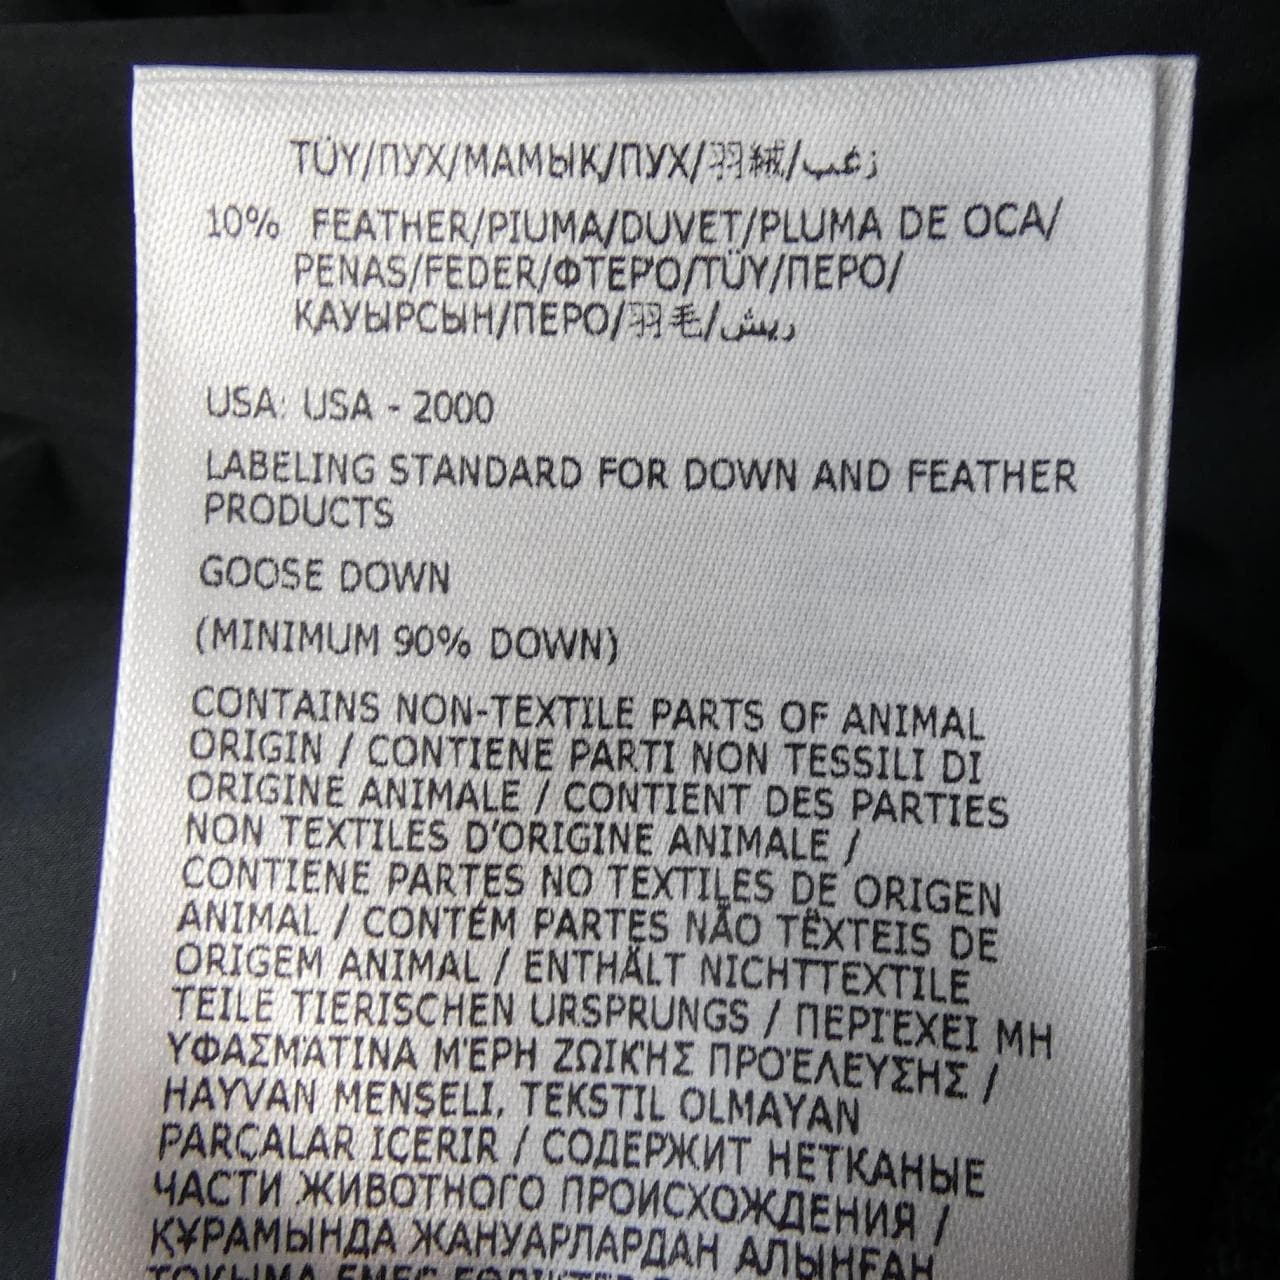 TÜY/ПУХ/МАМЫҚ/ПУХ/羽絨/زغب
10% FEATHER/PIUMA/DUVET/PLUMA DE OCA/
PENAS/FEDER/ΦΤΕΡΌ/TÜY/ПЕРО/
ҚАУЫРСЫН/ПЕРО/羽毛/ريش
USA: USA - 2000
LABELING STANDARD FOR DOWN AND FEATHER
PRODUCTS
GOOSE DOWN
(MINIMUM 90% DOWN)
CONTAINS NON-TEXTILE PARTS OF ANIMAL
ORIGIN / CONTIENE PARTI NON TESSILI DI
ORIGINE ANIMALE / CONTIENT DES PARTIES
NON TEXTILES D'ORIGINE ANIMALE /
CONTIENE PARTES NO TEXTILES DE ORIGEN
ANIMAL / CONTÉM PARTES NÃO TÊXTEIS DE
ORIGEM ANIMAL / ENTHÄLT NICHTTEXTILE
TEILE TIERISCHEN URSPRUNGS / ΠΕΡΙΈΧΕΙ ΜΗ
ΥΦΑΣΜΆΤΙΝΑ ΜΈΡΗ ΖΩΙΚΉΣ ΠΡΟΈΛΕΥΣΗΣ /
HAYVAN MENŞELI, TEKSTIL OLMAYAN
PARÇALAR IÇERIR / СОДЕРЖИТ НЕТКАНЫЕ
ЧАСТИ ЖИВОТНОГО ПРОИСХОЖДЕНИЯ /
ҚҰРАМЫНДА ЖАНУАРЛАРДАН АЛЫНҒАН
ТОҚЫМА ЕМЕС